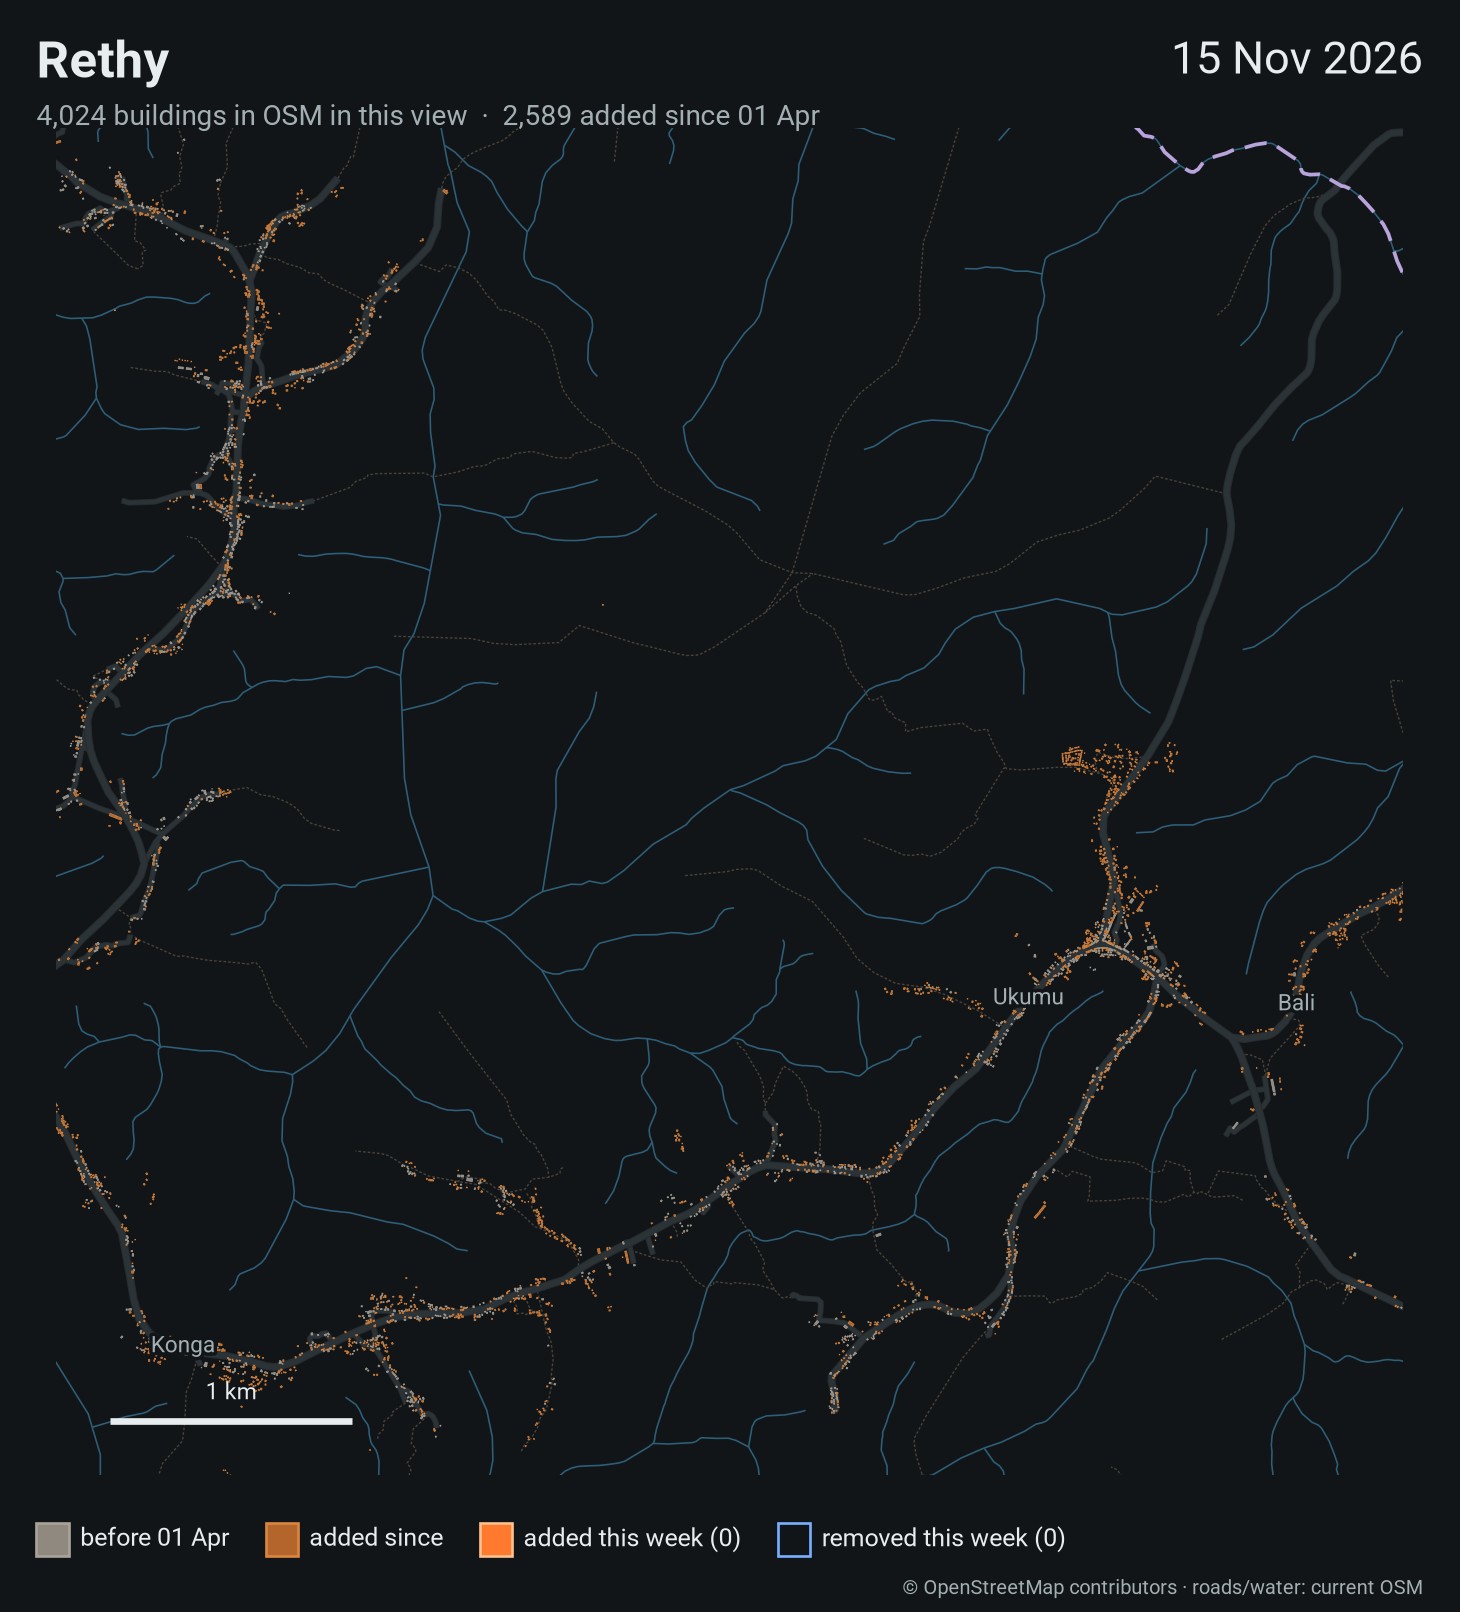 Rethy
15 Nov 2026
4,024 buildings in OSM in this view · 2,589 added since 01 Apr
Ukumu
Bali
Konga
1 km
before 01 Apr
added since
added this week (0)
removed this week (0)
© OpenStreetMap contributors · roads/water: current OSM